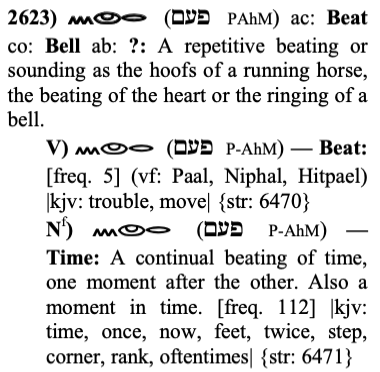 2623) (פעם PAhM) ac: Beat
co: Bell ab: ?: A repetitive beating or
sounding as the hoofs of a running horse,
the beating of the heart or the ringing of a
bell.
V) (פעם P-AhM) — Beat:
[freq. 5] (vf: Paal, Niphal, Hitpael)
|kjv: trouble, move| {str: 6470}
Nf) (פעם P-AhM) —
Time: A continual beating of time,
one moment after the other. Also a
moment in time. [freq. 112] |kjv:
time, once, now, feet, twice, step,
corner, rank, oftentimes| {str: 6471}